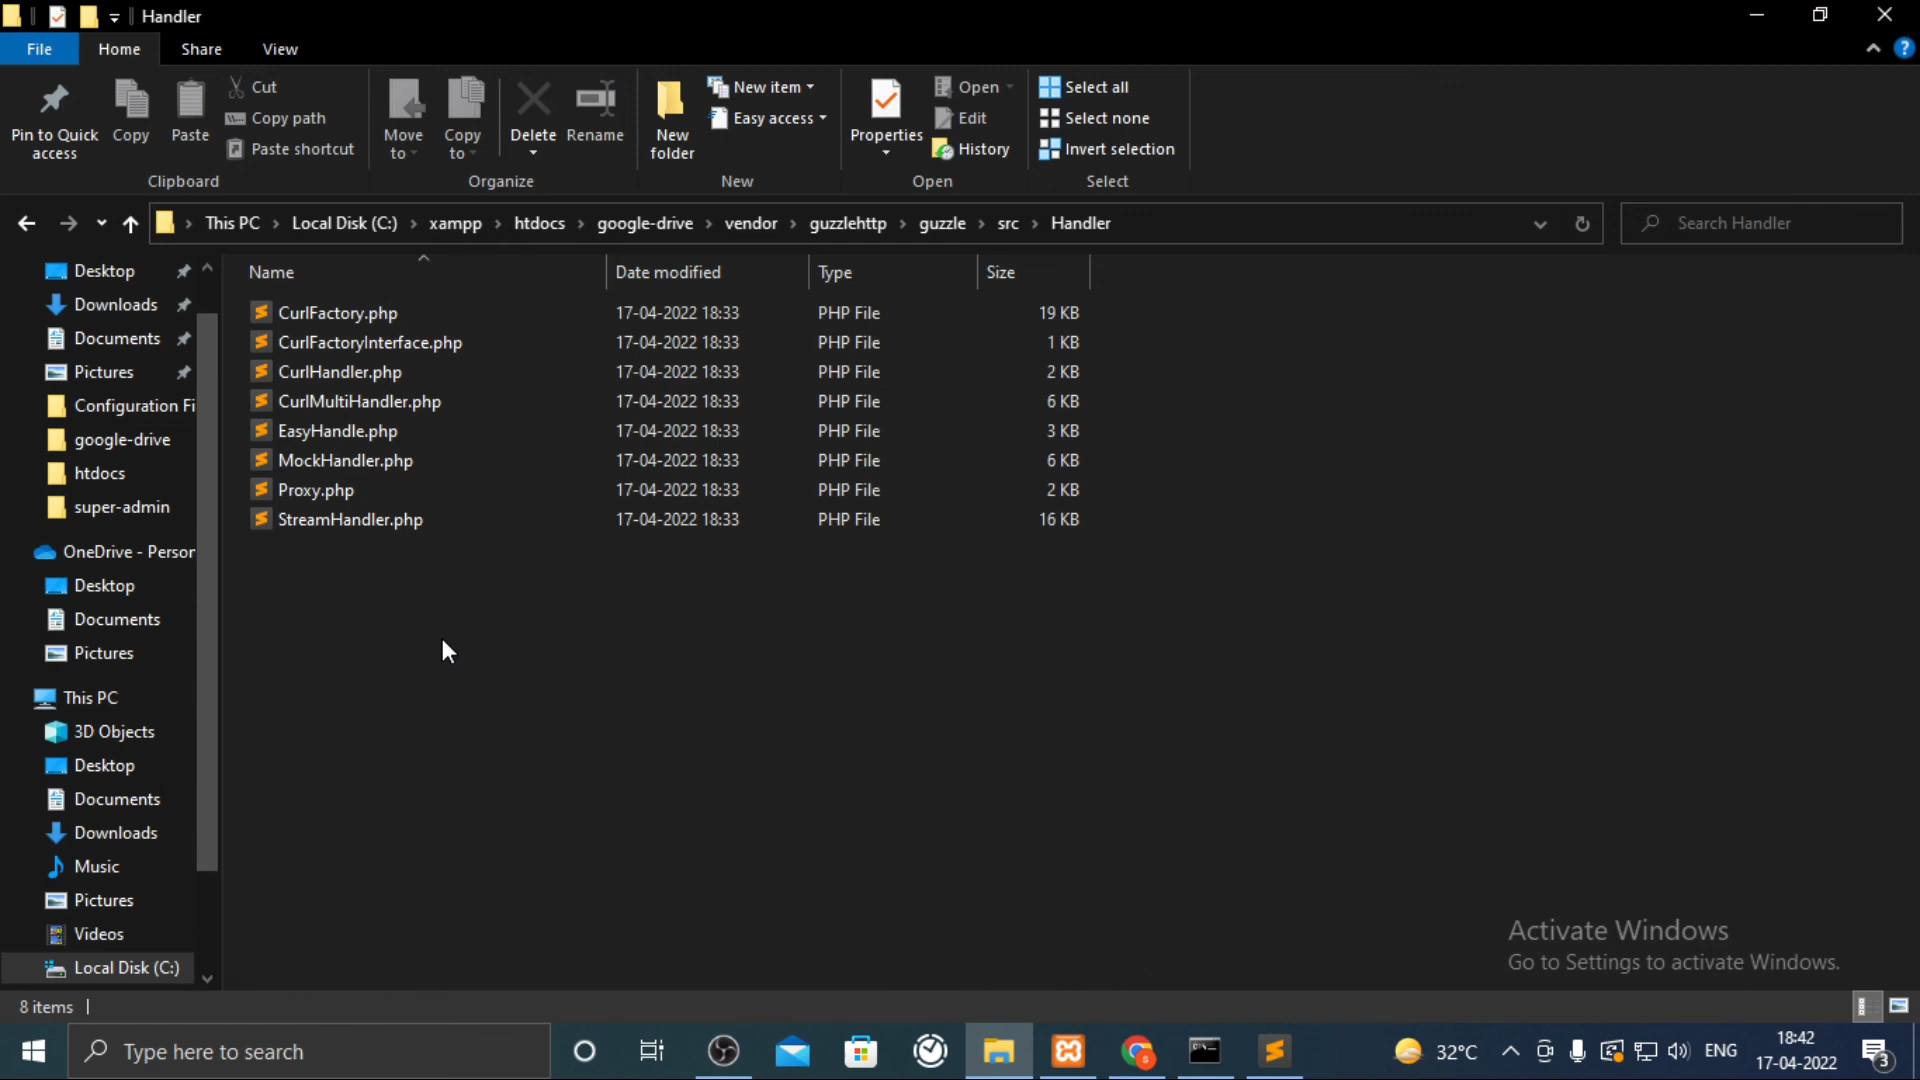 Handler
File Home Share View
Pin to Quick access
Copy
Paste
Cut
Copy path
Paste shortcut
Clipboard
Move to
Copy to
Delete
Rename
Organize
New folder
New item
Easy access
New
Properties
Open
Edit
History
Open
Select all
Select none
Invert selection
Select
This PC > Local Disk (C:) > xampp > htdocs > google-drive > vendor > guzzlehttp > guzzle > src > Handler
Search Handler
Desktop
Downloads
Documents
Pictures
Configuration Fi
google-drive
htdocs
super-admin
OneDrive - Person
Desktop
Documents
Pictures
This PC
3D Objects
Desktop
Documents
Downloads
Music
Pictures
Videos
Local Disk (C:)
Name Date modified Type Size
CurlFactory.php 17-04-2022 18:33 PHP File 19 KB
CurlFactoryInterface.php 17-04-2022 18:33 PHP File 1 KB
CurlHandler.php 17-04-2022 18:33 PHP File 2 KB
CurlMultiHandler.php 17-04-2022 18:33 PHP File 6 KB
EasyHandle.php 17-04-2022 18:33 PHP File 3 KB
MockHandler.php 17-04-2022 18:33 PHP File 6 KB
Proxy.php 17-04-2022 18:33 PHP File 2 KB
StreamHandler.php 17-04-2022 18:33 PHP File 16 KB
Activate Windows
Go to Settings to activate Windows.
8 items
Type here to search
32°C
ENG
18:42
17-04-2022
3